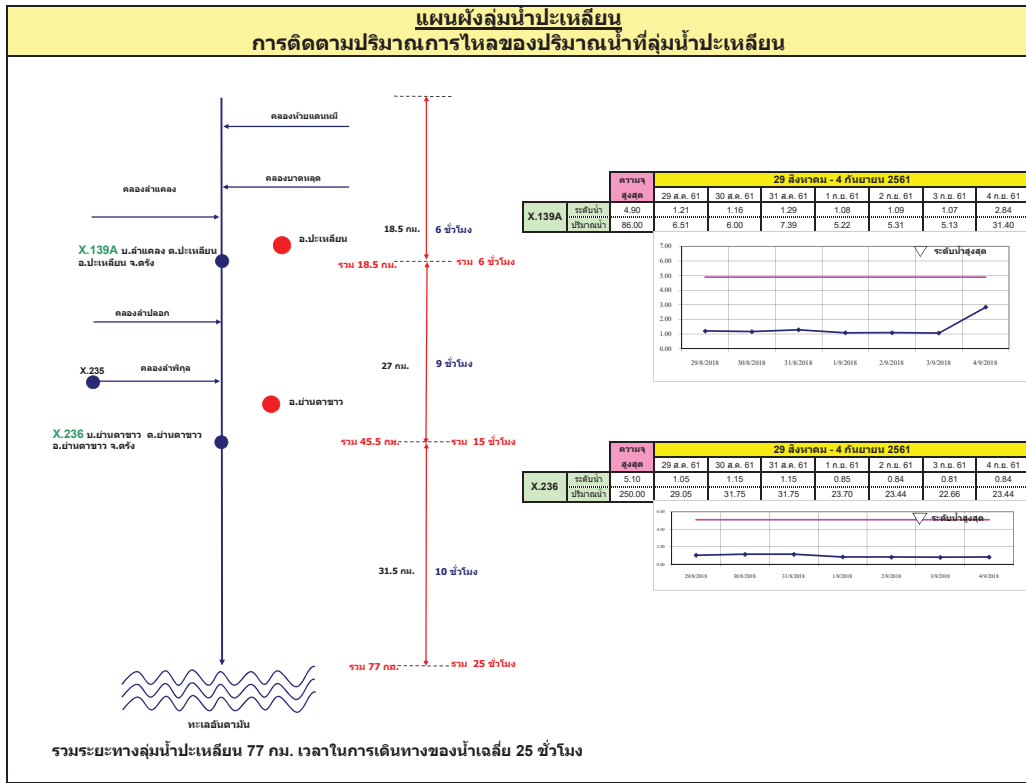 แผนผังลุ่มน้ำปะเหลียน
การติดตามปริมาณการไหลของปริมาณน้ำที่ลุ่มน้ำปะเหลียน
คลองห้วยแดนหมี
คลองบาดหลุด
คลองลำแคลง
18.5 กม.
6 ชั่วโมง
X.139A บ.ลำแคลง ต.ปะเหลียน
อ.ปะเหลียน จ.ตรัง
อ.ปะเหลียน
รวม 18.5 กม.
รวม 6 ชั่วโมง
คลองลำปลอก
X.235
คลองลำพิกุล
27 กม.
9 ชั่วโมง
อ.ย่านตาขาว
X.236 บ.ย่านตาขาว ต.ย่านตาขาว
อ.ย่านตาขาว จ.ตรัง
รวม 45.5 กม.
รวม 15 ชั่วโมง
31.5 กม.
10 ชั่วโมง
รวม 77 กม.
รวม 25 ชั่วโมง
ทะเลอันดามัน
รวมระยะทางลุ่มน้ำปะเหลียน 77 กม. เวลาในการเดินทางของน้ำเฉลี่ย 25 ชั่วโมง
ความจุสูงสุด 29 สิงหาคม - 4 กันยายน 2561
29 ส.ค. 61 30 ส.ค. 61 31 ส.ค. 61 1 ก.ย. 61 2 ก.ย. 61 3 ก.ย. 61 4 ก.ย. 61
X.139A ระดับน้ำ 4.90 1.21 1.16 1.29 1.08 1.09 1.07 2.84
ปริมาณน้ำ 86.00 6.51 6.00 7.39 5.22 5.31 5.13 31.40
ระดับน้ำสูงสุด
7.00
6.00
5.00
4.00
3.00
2.00
1.00
0.00
29/8/2018 30/8/2018 31/8/2018 1/9/2018 2/9/2018 3/9/2018 4/9/2018
ความจุสูงสุด 29 สิงหาคม - 4 กันยายน 2561
29 ส.ค. 61 30 ส.ค. 61 31 ส.ค. 61 1 ก.ย. 61 2 ก.ย. 61 3 ก.ย. 61 4 ก.ย. 61
X.236 ระดับน้ำ 5.10 1.05 1.15 1.15 0.85 0.84 0.81 0.84
ปริมาณน้ำ 250.00 29.05 31.75 31.75 23.70 23.44 22.66 23.44
ระดับน้ำสูงสุด
6.00
4.00
2.00
0.00
29/8/2018 30/8/2018 31/8/2018 1/9/2018 2/9/2018 3/9/2018 4/9/2018